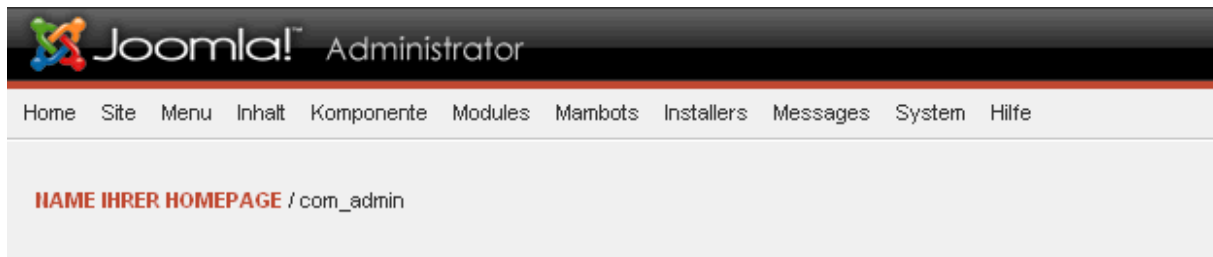 Joomla!™ Administrator
Home Site Menu Inhalt Komponente Modules Mambots Installers Messages System Hilfe
NAME IHRER HOMEPAGE / com_admin